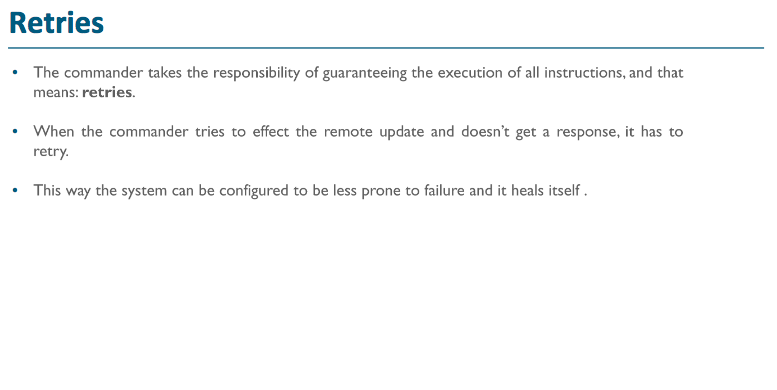 Retries
• The commander takes the responsibility of guaranteeing the execution of all instructions, and that
means: retries.
• When the commander tries to effect the remote update and doesn't get a response, it has to
retry.
• This way the system can be configured to be less prone to failure and it heals itself .